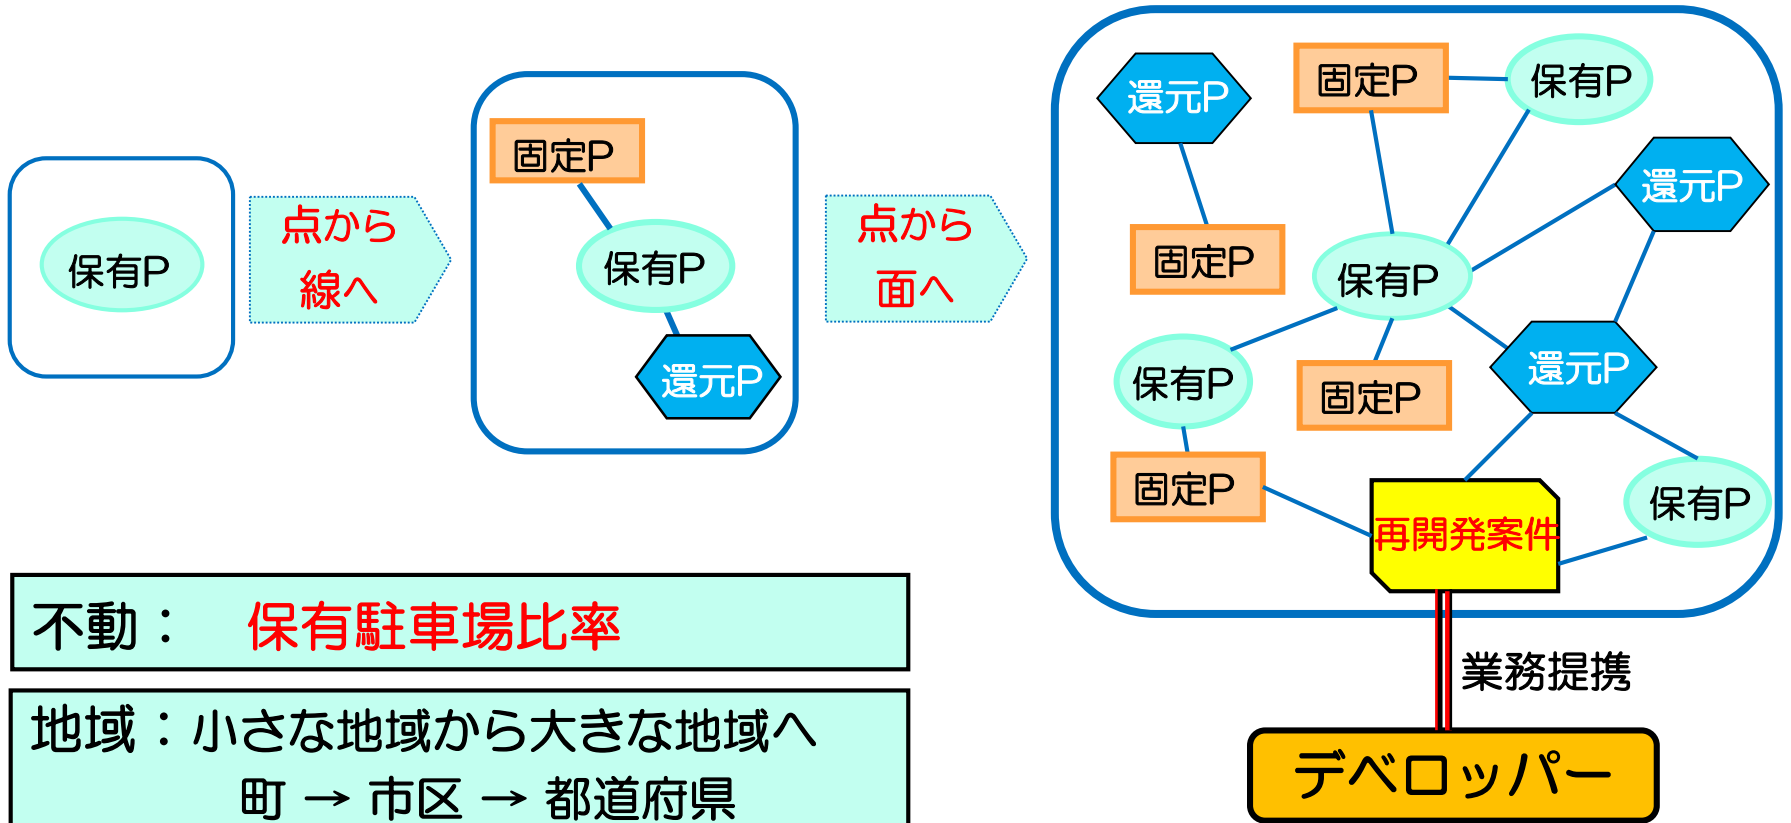 保有P
点から
線へ
固定P
保有P
還元P
点から
面へ
還元P
固定P
保有P
還元P
固定P
保有P
還元P
保有P
固定P
固定P
保有P
再開発案件
業務提携
デベロッパー
不動： 保有駐車場比率
地域：小さな地域から大きな地域へ
町 → 市区 → 都道府県